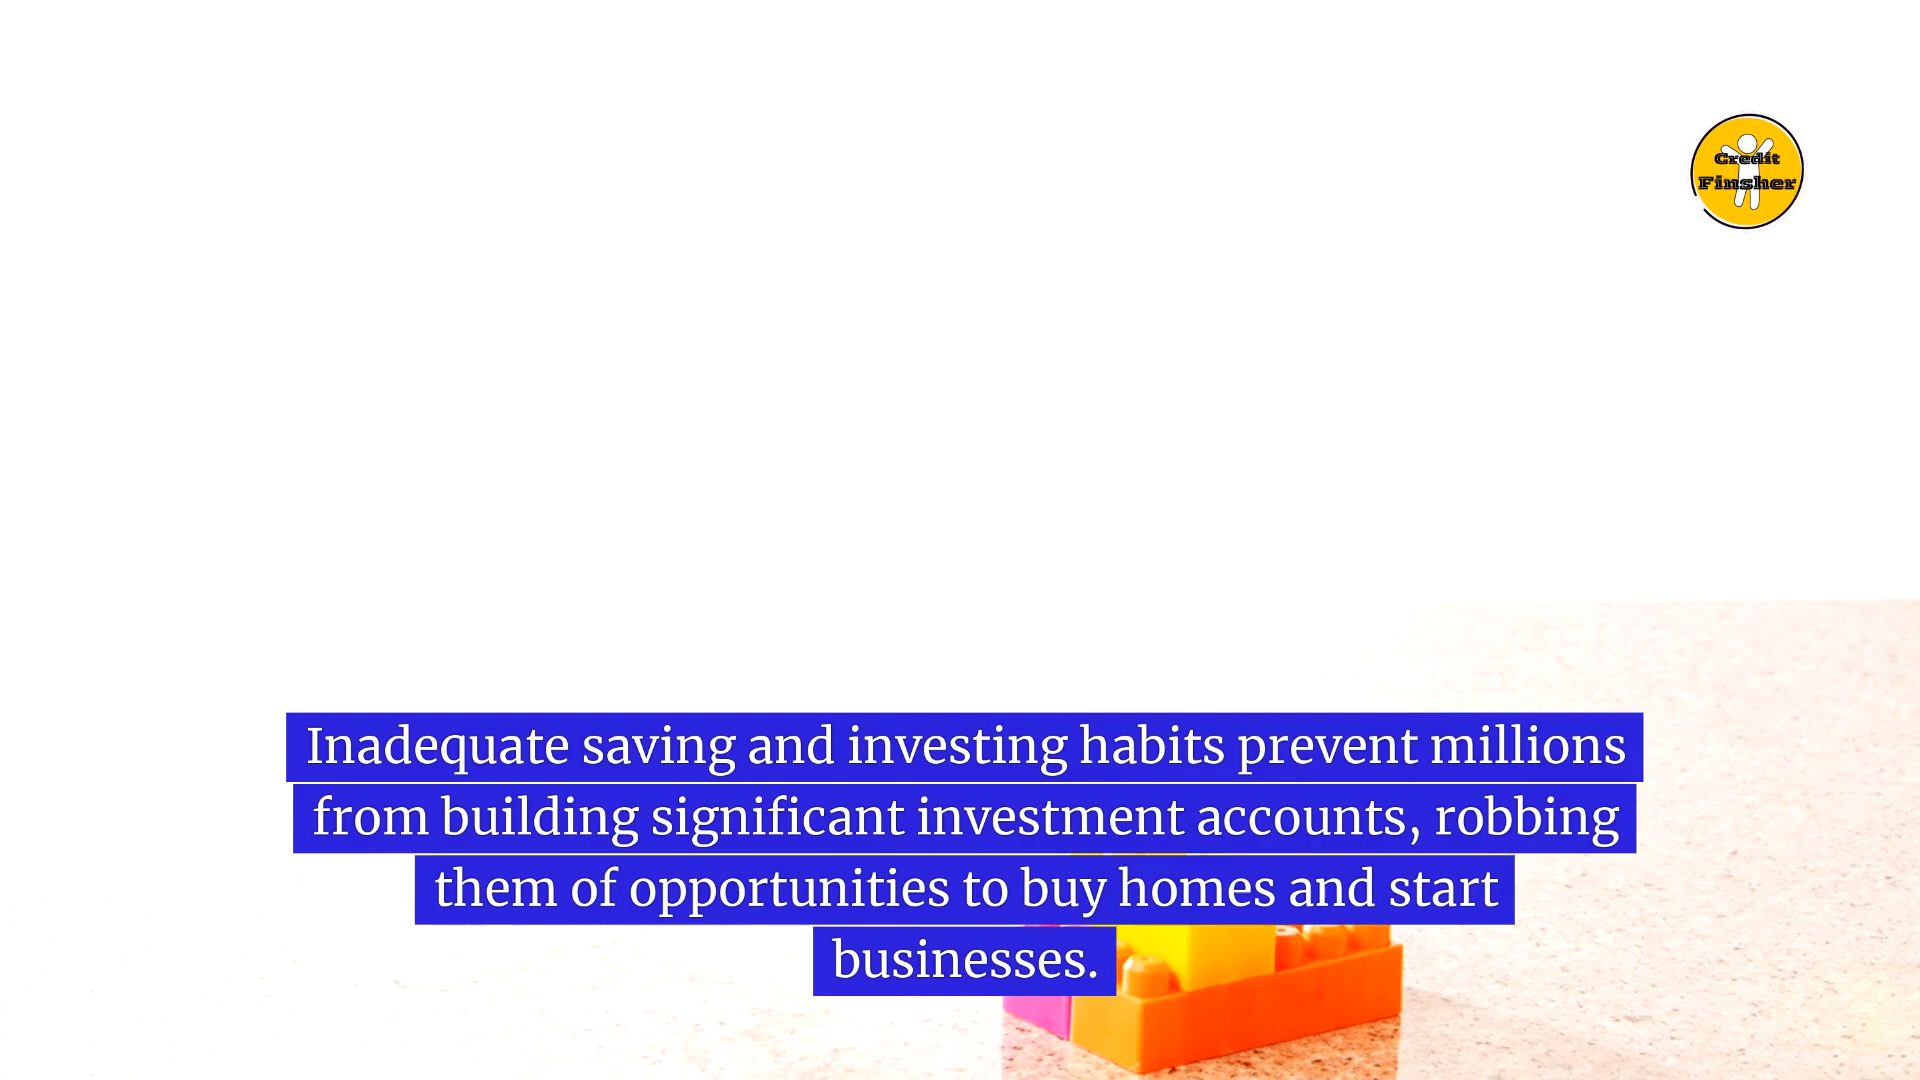 Credit
Finsher
Inadequate saving and investing habits prevent millions
from building significant investment accounts, robbing
them of opportunities to buy homes and start
businesses.